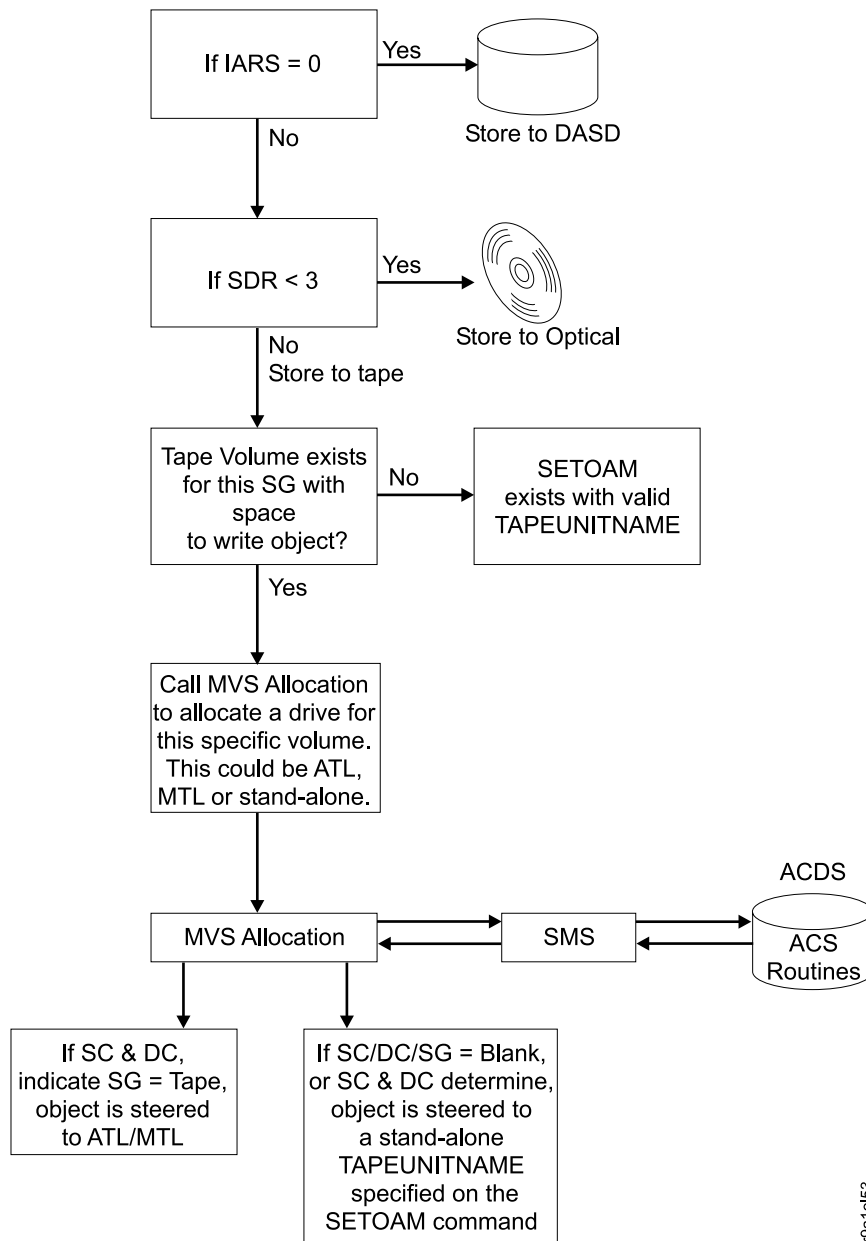 If IARS = 0
Yes
Store to DASD
No
If SDR < 3
Yes
Store to Optical
No
Store to tape
Tape Volume exists
for this SG with
space
to write object?
No
SETOAM
exists with valid
TAPEUNITNAME
Yes
Call MVS Allocation
to allocate a drive for
this specific volume.
This could be ATL,
MTL or stand-alone.
MVS Allocation
SMS
ACDS
ACS
Routines
If SC & DC,
indicate SG = Tape,
object is steered
to ATL/MTL
If SC/DC/SG = Blank,
or SC & DC determine,
object is steered to
a stand-alone
TAPEUNITNAME
specified on the
SETOAM command